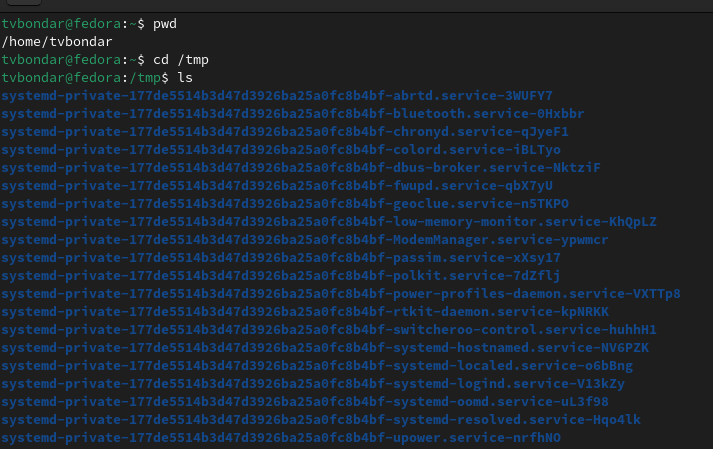 tvbondar@fedora:~$ pwd
/home/tvbondar
tvbondar@fedora:~$ cd /tmp
tvbondar@fedora:/tmp$ ls
systemd-private-177de5514b3d47d3926ba25a0fc8b4bf-abrtd.service-3WUFY7
systemd-private-177de5514b3d47d3926ba25a0fc8b4bf-bluetooth.service-0Hxbbr
systemd-private-177de5514b3d47d3926ba25a0fc8b4bf-chronyd.service-qJyeF1
systemd-private-177de5514b3d47d3926ba25a0fc8b4bf-colord.service-iBLTyo
systemd-private-177de5514b3d47d3926ba25a0fc8b4bf-dbus-broker.service-NktziF
systemd-private-177de5514b3d47d3926ba25a0fc8b4bf-fwupd.service-qbX7yU
systemd-private-177de5514b3d47d3926ba25a0fc8b4bf-geoclue.service-n5TKPO
systemd-private-177de5514b3d47d3926ba25a0fc8b4bf-low-memory-monitor.service-KhQpLZ
systemd-private-177de5514b3d47d3926ba25a0fc8b4bf-ModemManager.service-ypwmcr
systemd-private-177de5514b3d47d3926ba25a0fc8b4bf-passim.service-xXsy17
systemd-private-177de5514b3d47d3926ba25a0fc8b4bf-polkit.service-7dZflj
systemd-private-177de5514b3d47d3926ba25a0fc8b4bf-power-profiles-daemon.service-VXTTp8
systemd-private-177de5514b3d47d3926ba25a0fc8b4bf-rtkit-daemon.service-kpNRKK
systemd-private-177de5514b3d47d3926ba25a0fc8b4bf-switcheroo-control.service-huhhH1
systemd-private-177de5514b3d47d3926ba25a0fc8b4bf-systemd-hostnamed.service-NV6PZK
systemd-private-177de5514b3d47d3926ba25a0fc8b4bf-systemd-localed.service-o6bBng
systemd-private-177de5514b3d47d3926ba25a0fc8b4bf-systemd-logind.service-V13kZy
systemd-private-177de5514b3d47d3926ba25a0fc8b4bf-systemd-oomd.service-uL3f98
systemd-private-177de5514b3d47d3926ba25a0fc8b4bf-systemd-resolved.service-Hqo4lk
systemd-private-177de5514b3d47d3926ba25a0fc8b4bf-upower.service-nrfhNO